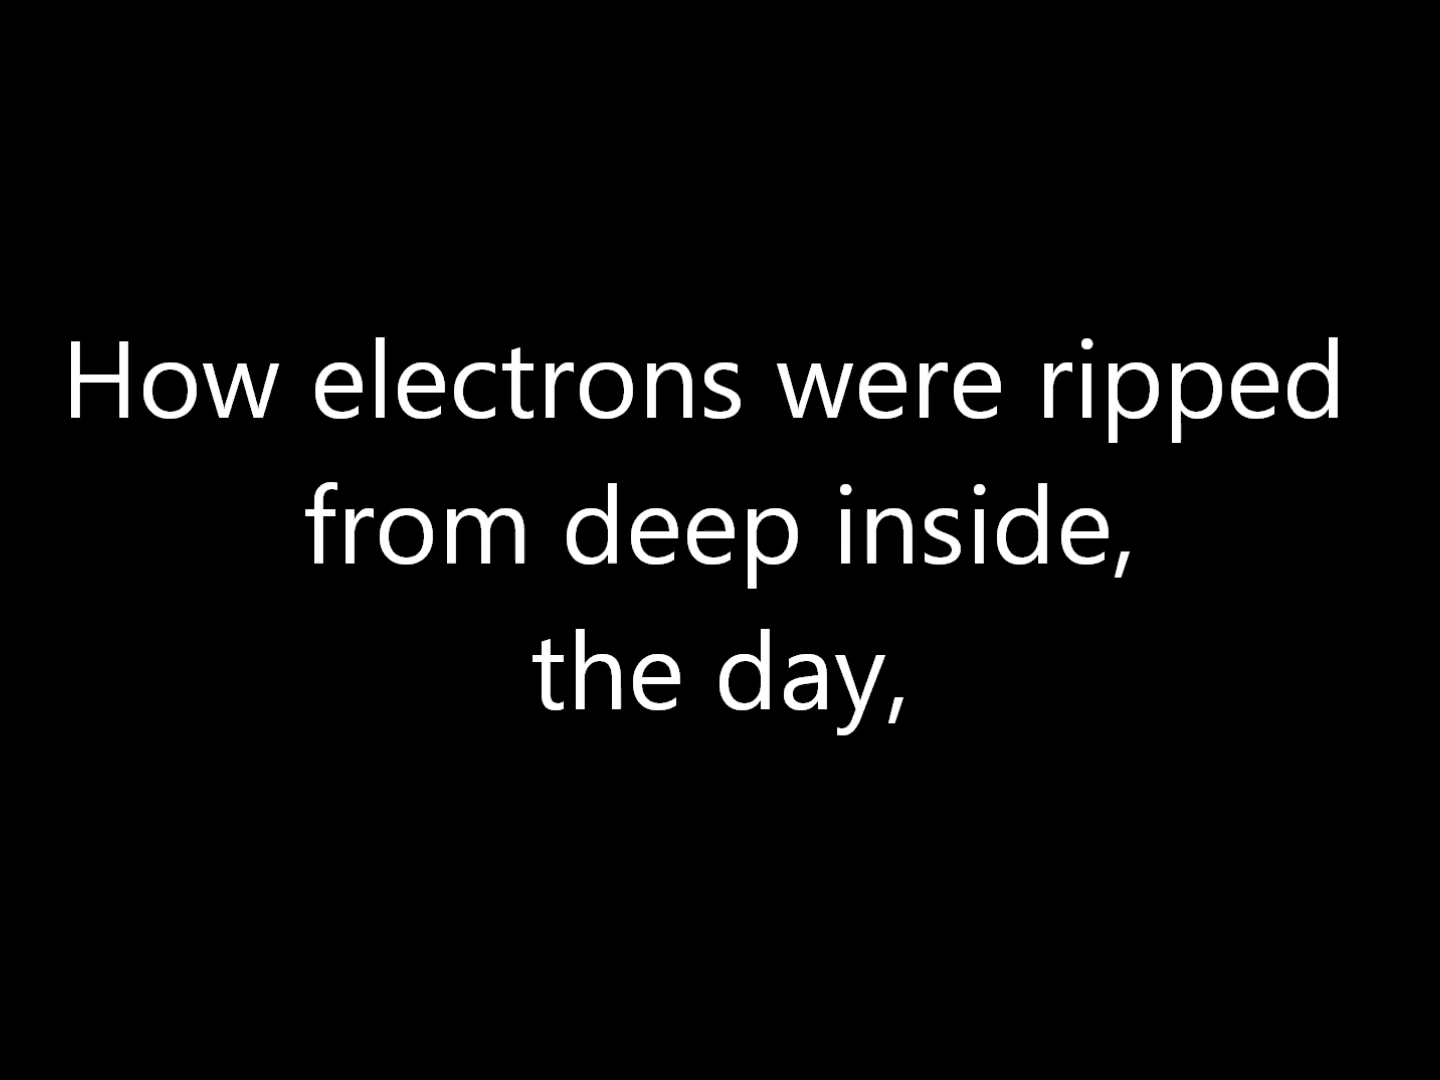 How electrons were ripped
from deep inside,
the day,